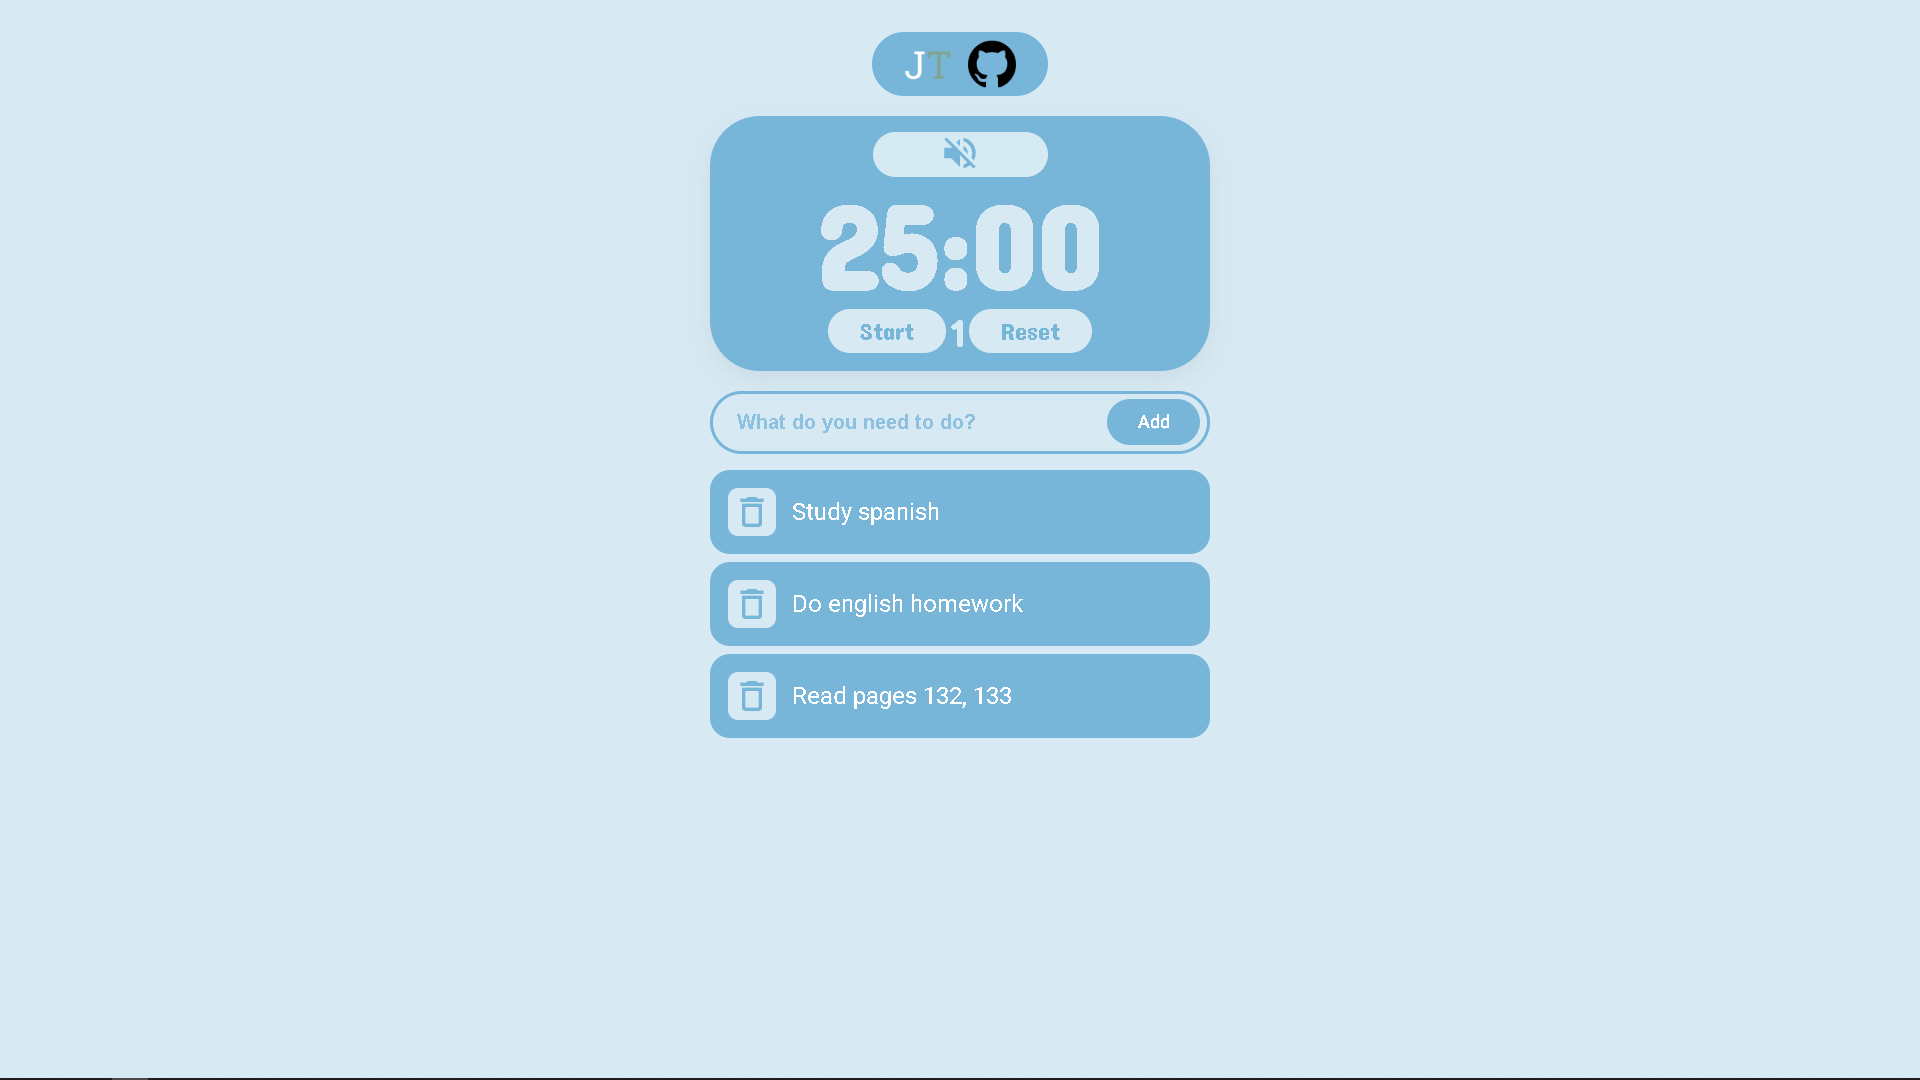 JT
25:00
Start 1 Reset
What do you need to do? Add
Study spanish
Do english homework
Read pages 132, 133